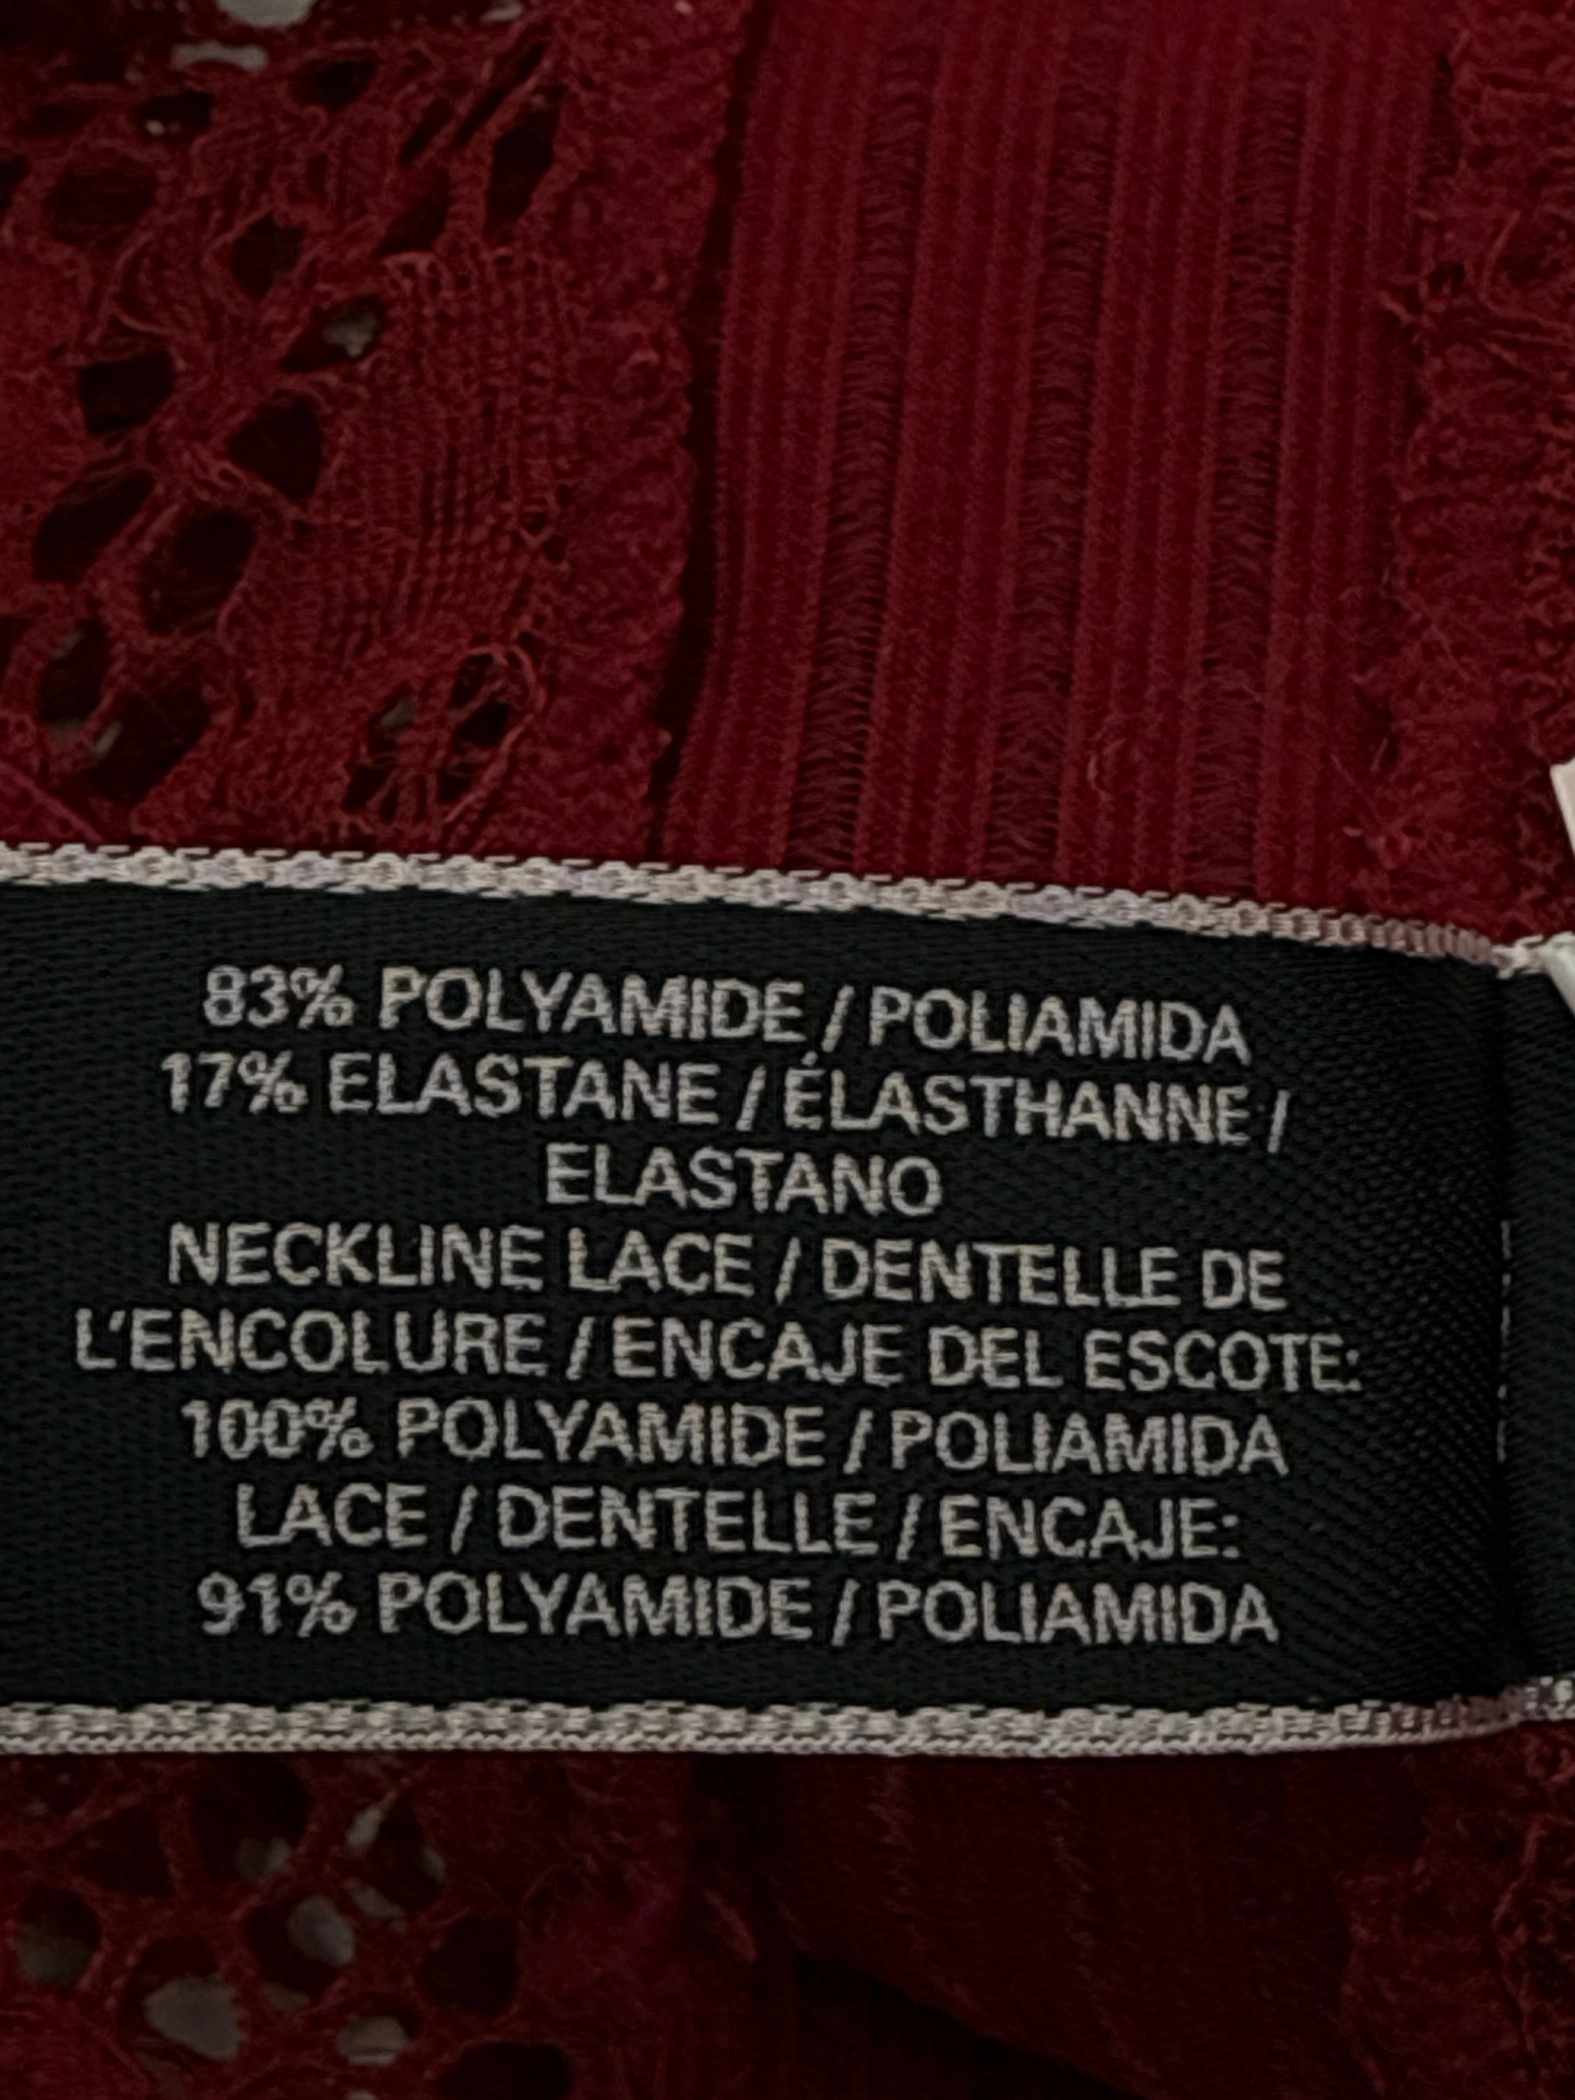 83% POLYAMIDE / POLIAMIDA
17% ELASTANE / ÉLASTHANNE /
ELASTANO
NECKLINE LACE / DENTELLE DE
L'ENCOLURE / ENCAJE DEL ESCOTE:
100% POLYAMIDE / POLIAMIDA
LACE / DENTELLE / ENCAJE:
91% POLYAMIDE / POLIAMIDA